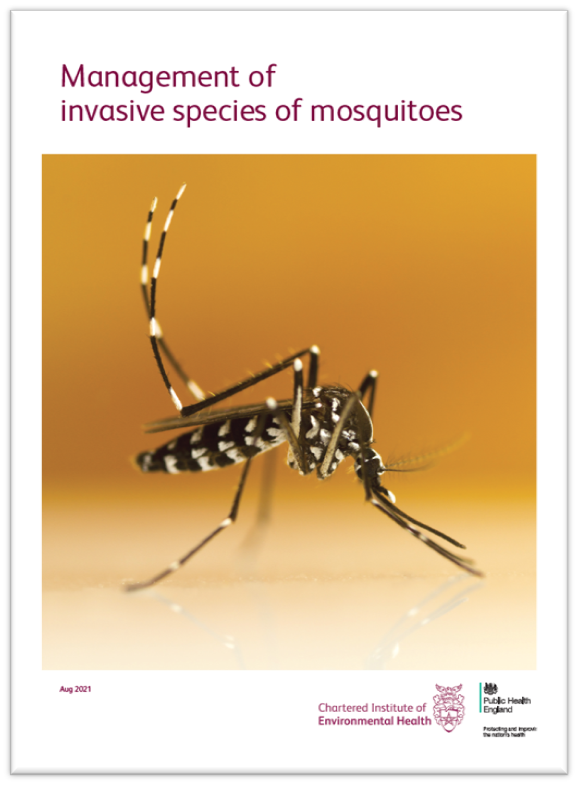 Management of
invasive species of mosquitoes
Aug 2021
Chartered Institute of
Environmental Health
Public Health
England
Protecting and improving
the nation's health